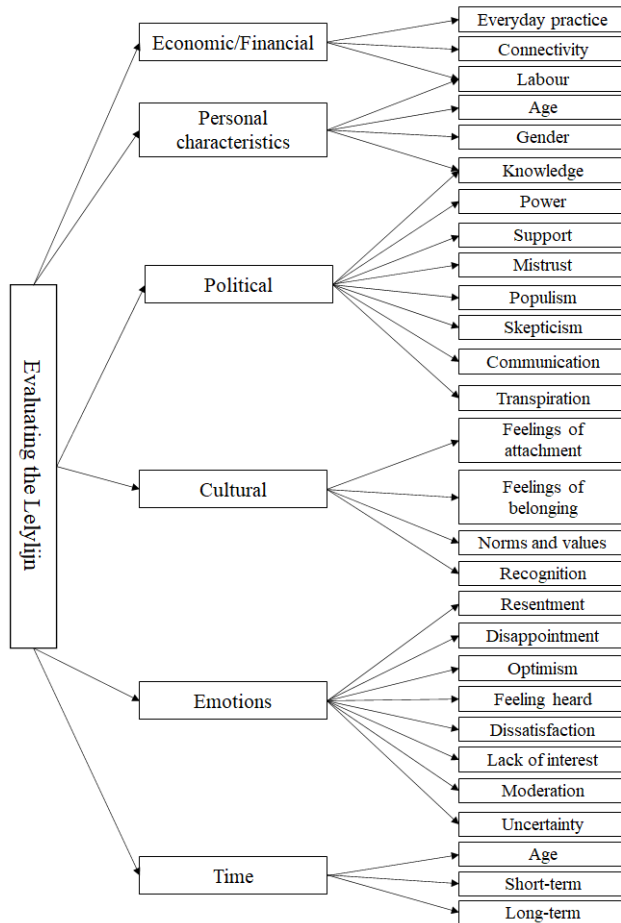 Evaluating the Lelylijn
Economic/Financial
Everyday practice
Connectivity
Labour
Personal
characteristics
Age
Gender
Knowledge
Political
Power
Support
Mistrust
Populism
Skepticism
Communication
Transpiration
Cultural
Feelings of
attachment
Feelings of
belonging
Norms and values
Recognition
Emotions
Resentment
Disappointment
Optimism
Feeling heard
Dissatisfaction
Lack of interest
Moderation
Uncertainty
Time
Age
Short-term
Long-term